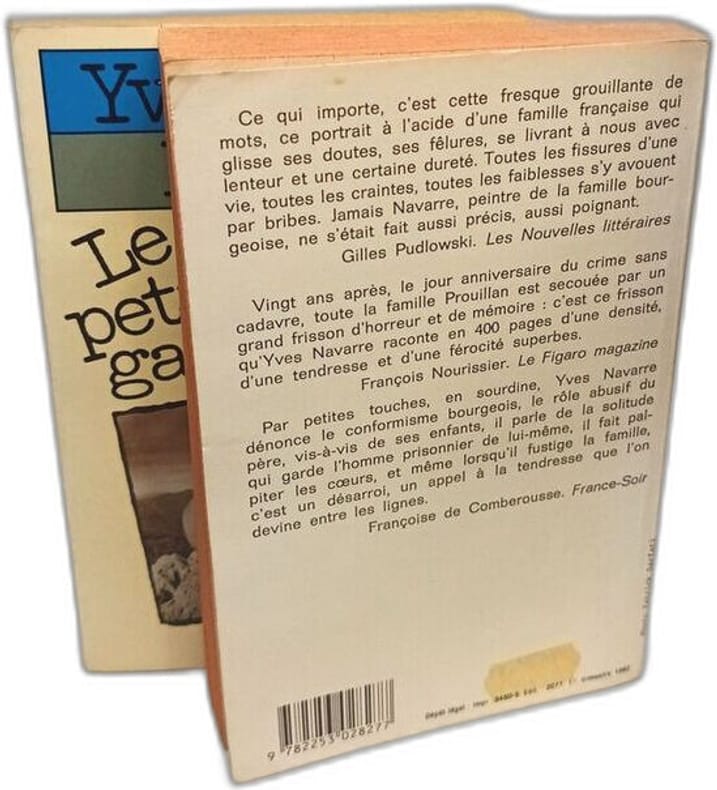 Yv
Le
pet
ga
Ce qui importe, c'est cette fresque grouillante de
mots, ce portrait à l'acide d'une famille française qui
glisse ses doutes, ses fêlures, se livrant à nous avec
lenteur et une certaine dureté. Toutes les fissures d'une
vie, toutes les craintes, toutes les faiblesses s'y avouent
par bribes. Jamais Navarre, peintre de la famille bour-
geoise, ne s'était fait aussi précis, aussi poignant.
Gilles Pudlowski. Les Nouvelles littéraires
Vingt ans après, le jour anniversaire du crime sans
cadavre, toute la famille Prouillan est secouée par un
grand frisson d'horreur et de mémoire : c'est ce frisson
qu'Yves Navarre raconte en 400 pages d'une densité,
d'une tendresse et d'une férocité superbes.
François Nourissier. Le Figaro magazine
Par petites touches, en sourdine, Yves Navarre
dénonce le conformisme bourgeois, le rôle abusif du
père, vis-à-vis de ses enfants, il parle de la solitude
qui garde l'homme prisonnier de lui-même, il fait pal-
piter les cœurs, et même lorsqu'il fustige la famille,
c'est un désarroi, un appel à la tendresse que l'on
devine entre les lignes.
Françoise de Comberousse. France-Soir
Dépôt légal : Impr.
9 782253 028277